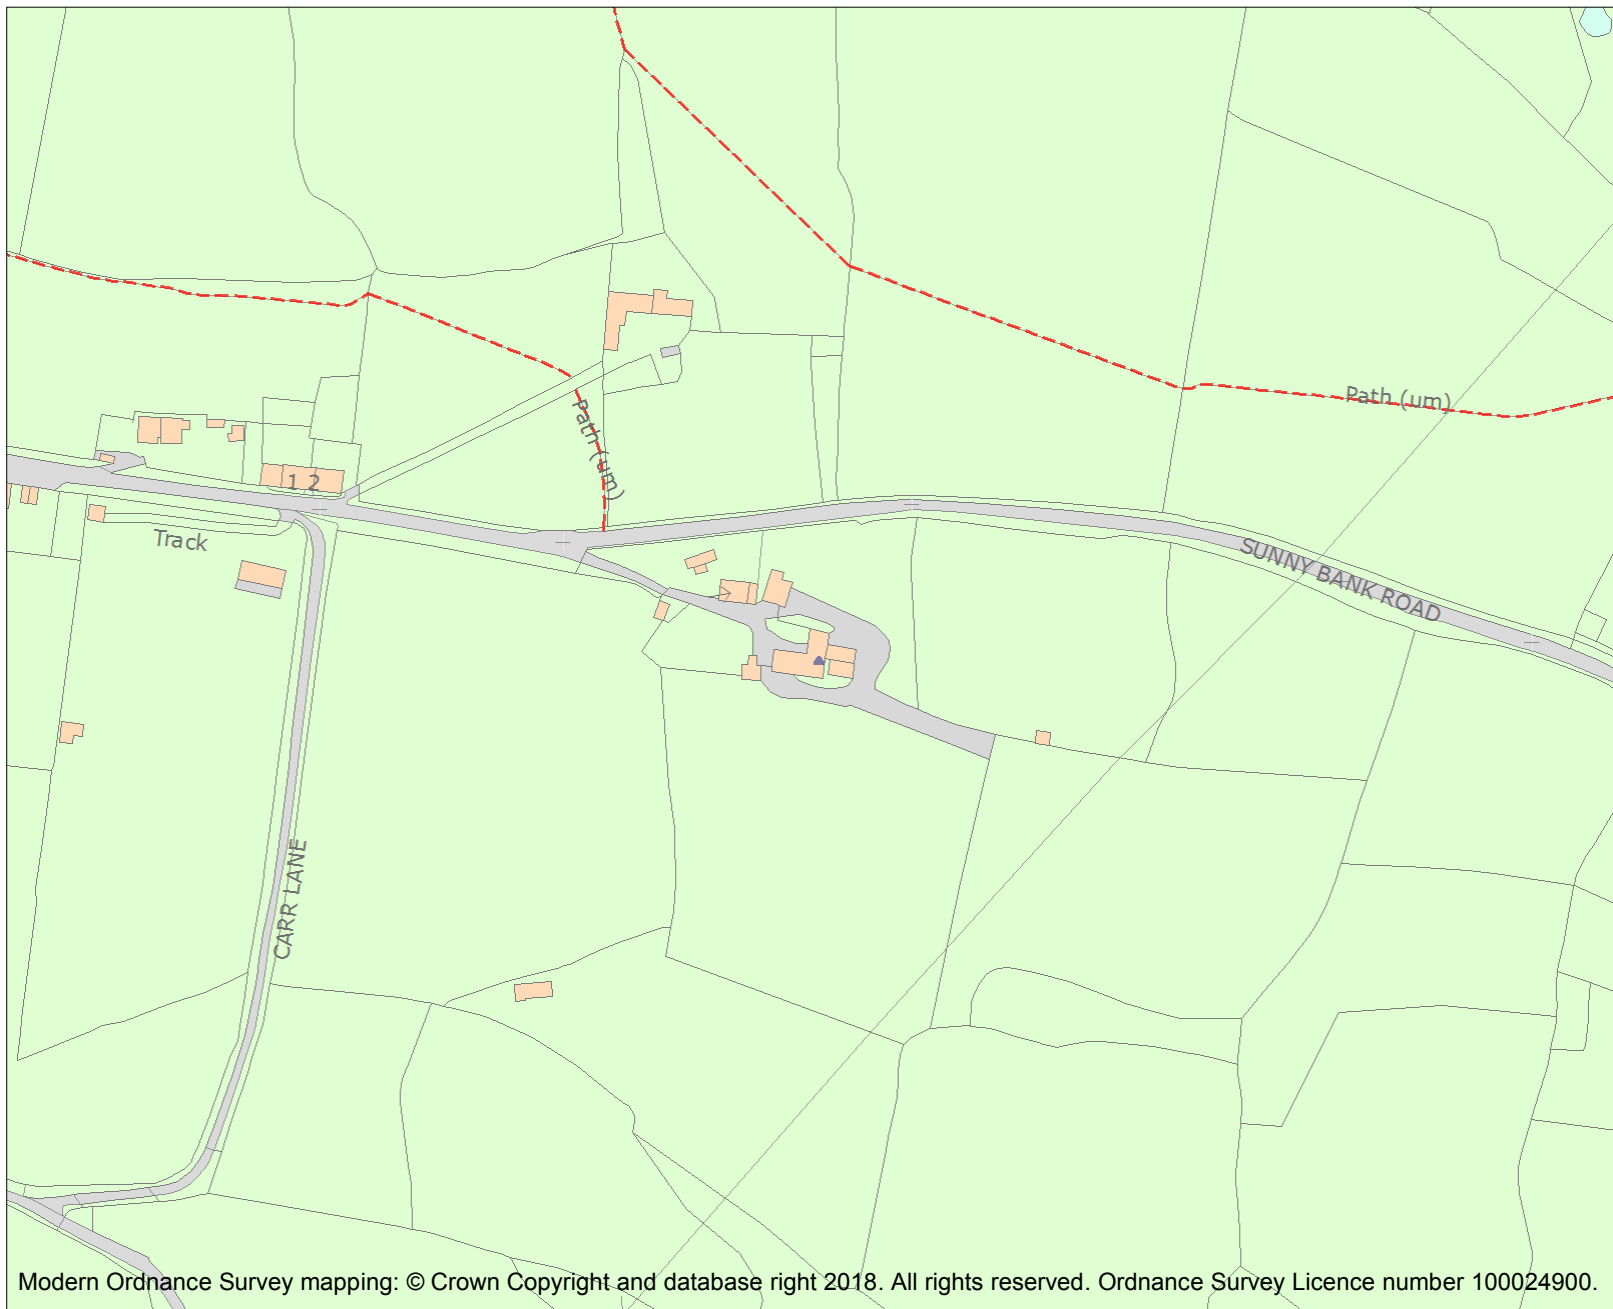 Path (um)
Path (um)
1 2
Track
SUNNY BANK ROAD
CARR LANE
Modern Ordnance Survey mapping: © Crown Copyright and database right 2018. All rights reserved. Ordnance Survey Licence number 100024900.